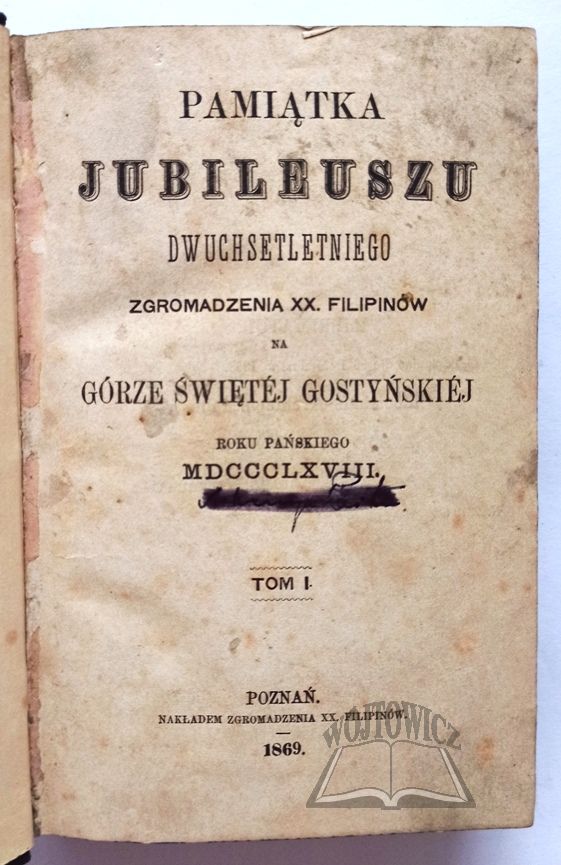 PAMIĄTKA
JUBILEUSZU
DWUCHSETLETNIEGO
ZGROMADZENIA XX. FILIPINÓW
NA
GÓRZE ŚWIĘTÉJ GOSTYŃSKIÉJ
ROKU PAŃSKIEGO
MDCCCLXVIII.
TOM I.
POZNAŃ.
NAKŁADEM ZGROMADZENIA XX. FILIPINÓW.
1869.
WÓJTOWICZ